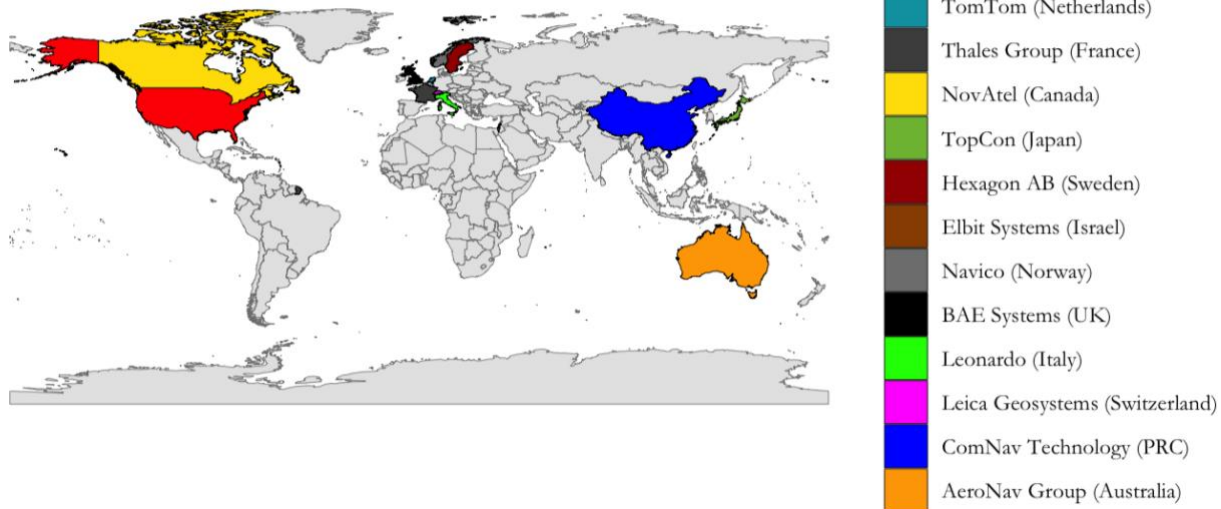 TomTom (Netherlands)
Thales Group (France)
NovAtel (Canada)
TopCon (Japan)
Hexagon AB (Sweden)
Elbit Systems (Israel)
Navico (Norway)
BAE Systems (UK)
Leonardo (Italy)
Leica Geosystems (Switzerland)
ComNav Technology (PRC)
AeroNav Group (Australia)